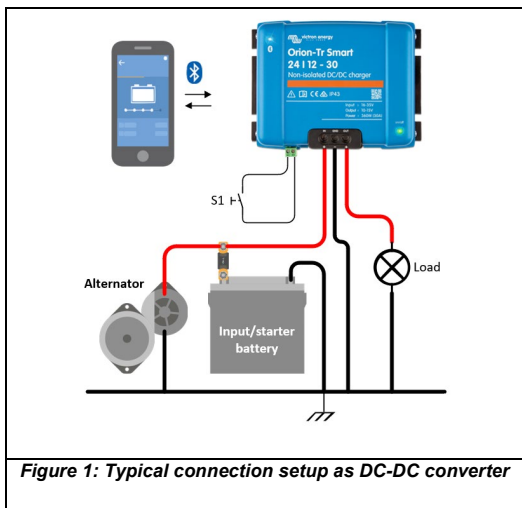 victron energy
Orion-Tr Smart
24 | 12 - 30
Non-isolated DC/DC charger
IP43
S1
Alternator
Input/starter
battery
Load
Figure 1: Typical connection setup as DC-DC converter